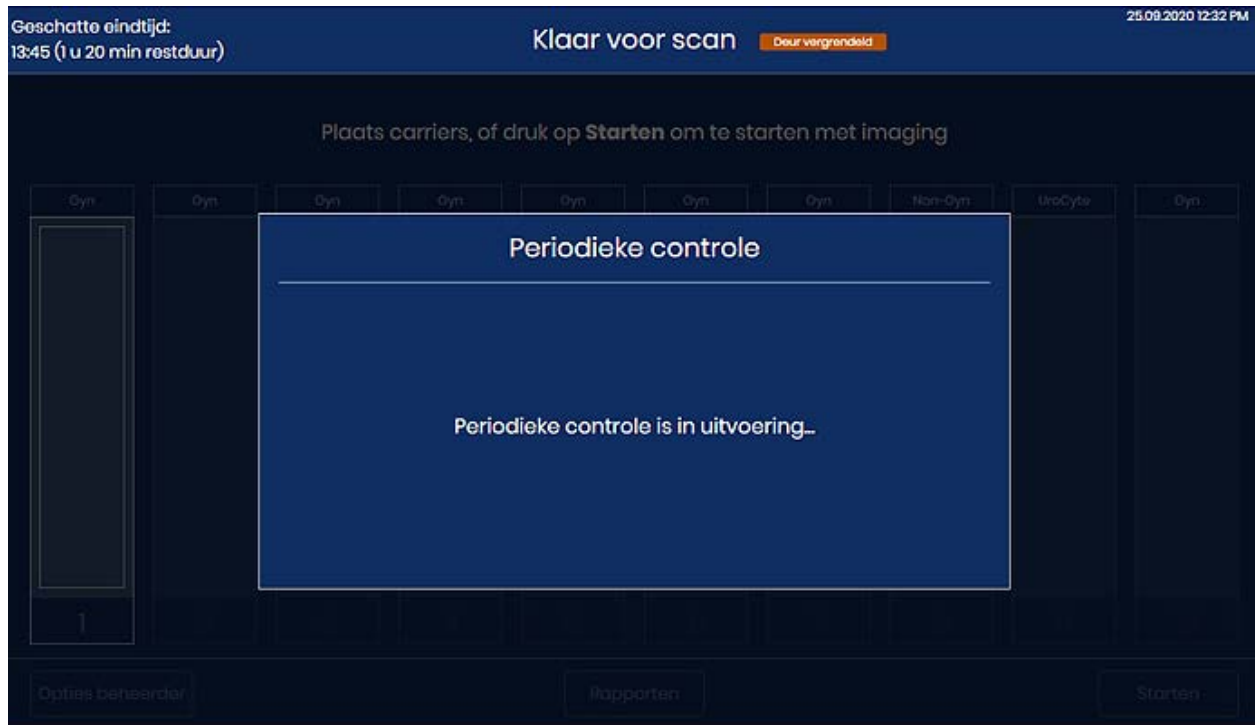 Geschatte eindtijd:
13:45 (1 u 20 min restduur)
Klaar voor scan
Deur vergrendeld
25.09.2020 12:32 PM
Plaats carriers, of druk op Starten om te starten met imaging
Gyn
Gyn
Gyn
Gyn
Gyn
Gyn
Gyn
Non-Gyn
UroCyte
Gyn
Periodieke controle
Periodieke controle is in uitvoering...
1
Opties beheerder
Rapporten
Starten